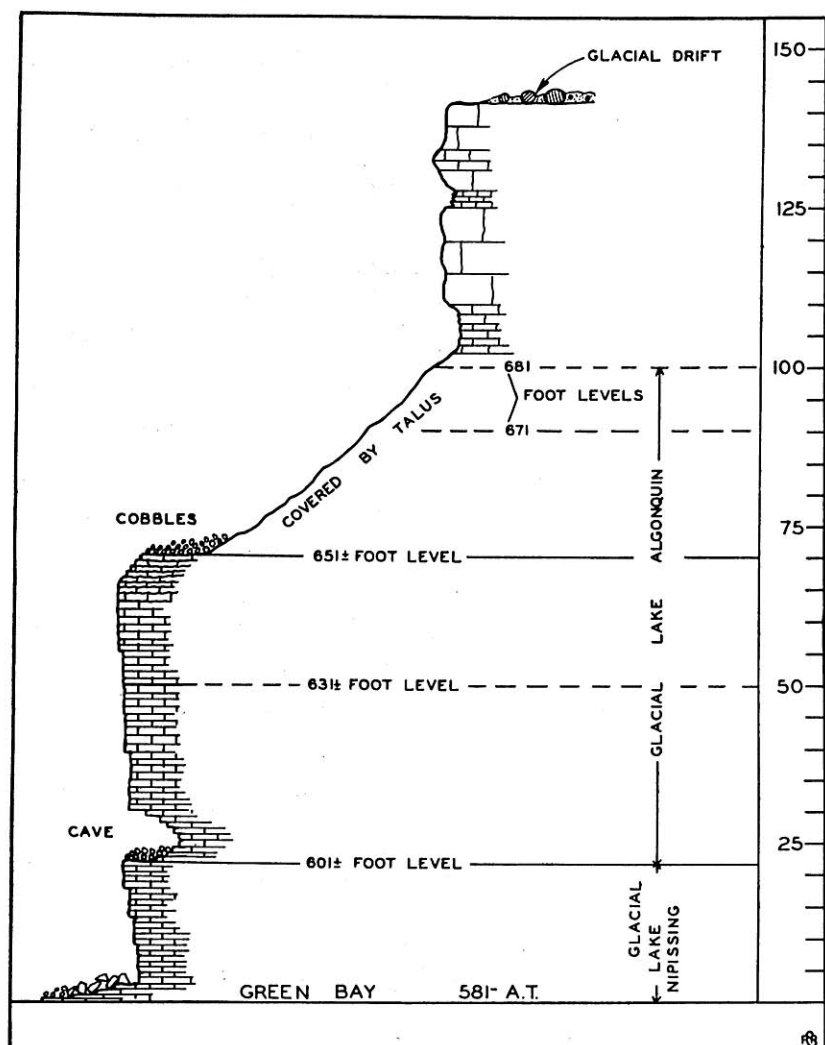 150
GLACIAL DRIFT
125
100
681
FOOT LEVELS
671
COVERED BY TALUS
COBBLES
75
651± FOOT LEVEL
GLACIAL LAKE ALGONQUIN
631± FOOT LEVEL
50
CAVE
25
601± FOOT LEVEL
GLACIAL
LAKE
NIPISSING
GREEN BAY 581- A.T.